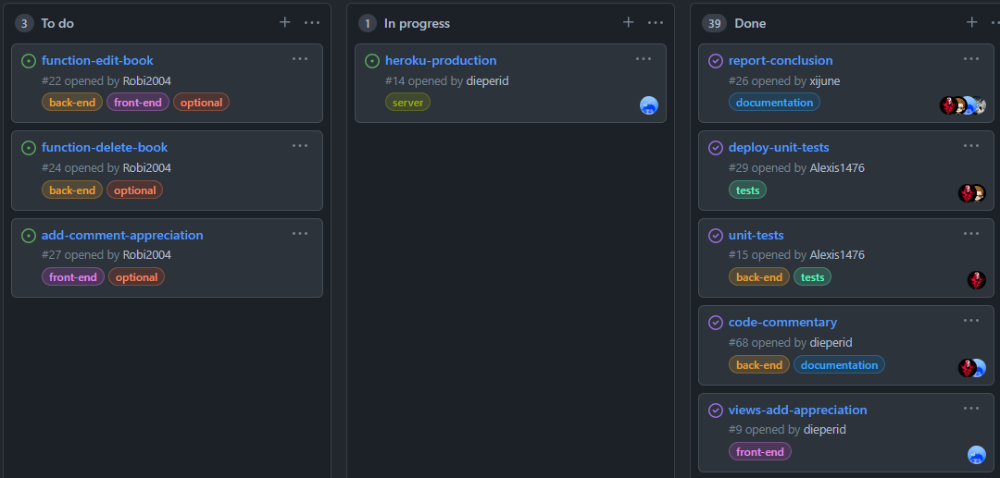 3 To do
function-edit-book
#22 opened by Robi2004
back-end front-end optional
function-delete-book
#24 opened by Robi2004
back-end optional
add-comment-appreciation
#27 opened by Robi2004
front-end optional
1 In progress
heroku-production
#14 opened by dieperid
server
39 Done
report-conclusion
#26 opened by xijune
documentation
deploy-unit-tests
#29 opened by Alexis1476
tests
unit-tests
#15 opened by Alexis1476
back-end tests
code-commentary
#68 opened by dieperid
back-end documentation
views-add-appreciation
#9 opened by dieperid
front-end